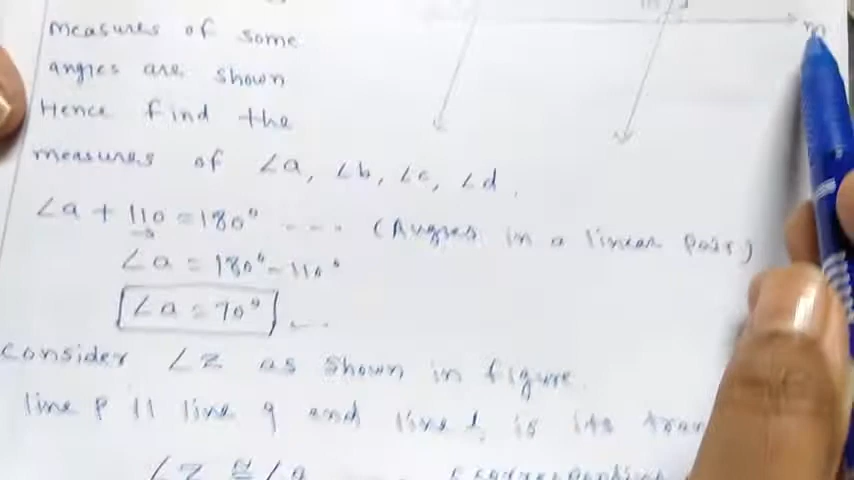 m
measures of some
angles are shown
Hence find the
measures of ∠a, ∠b, ∠c, ∠d.
∠a + 110 = 180° .... (Angles in a linear pair)
∠a = 180° - 110°
∠a = 70°
consider ∠z as shown in figure.
line p || line q and line l is its tran
∠z ≅ ∠a